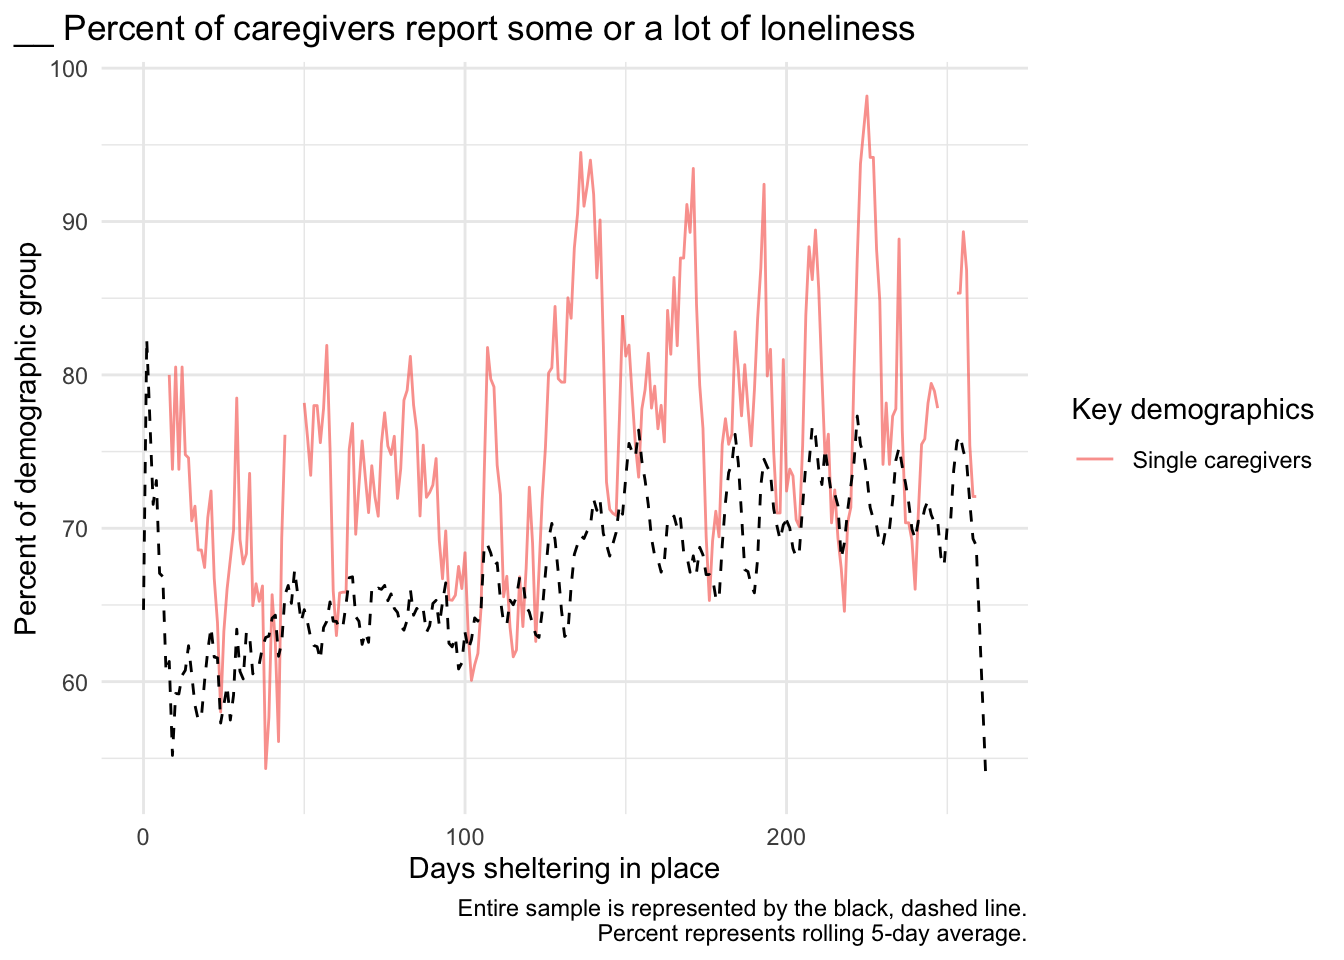 __ Percent of caregivers report some or a lot of loneliness
100
90
80
70
60
Percent of demographic group
0
100
200
Days sheltering in place
Key demographics
Single caregivers
Entire sample is represented by the black, dashed line.
Percent represents rolling 5-day average.